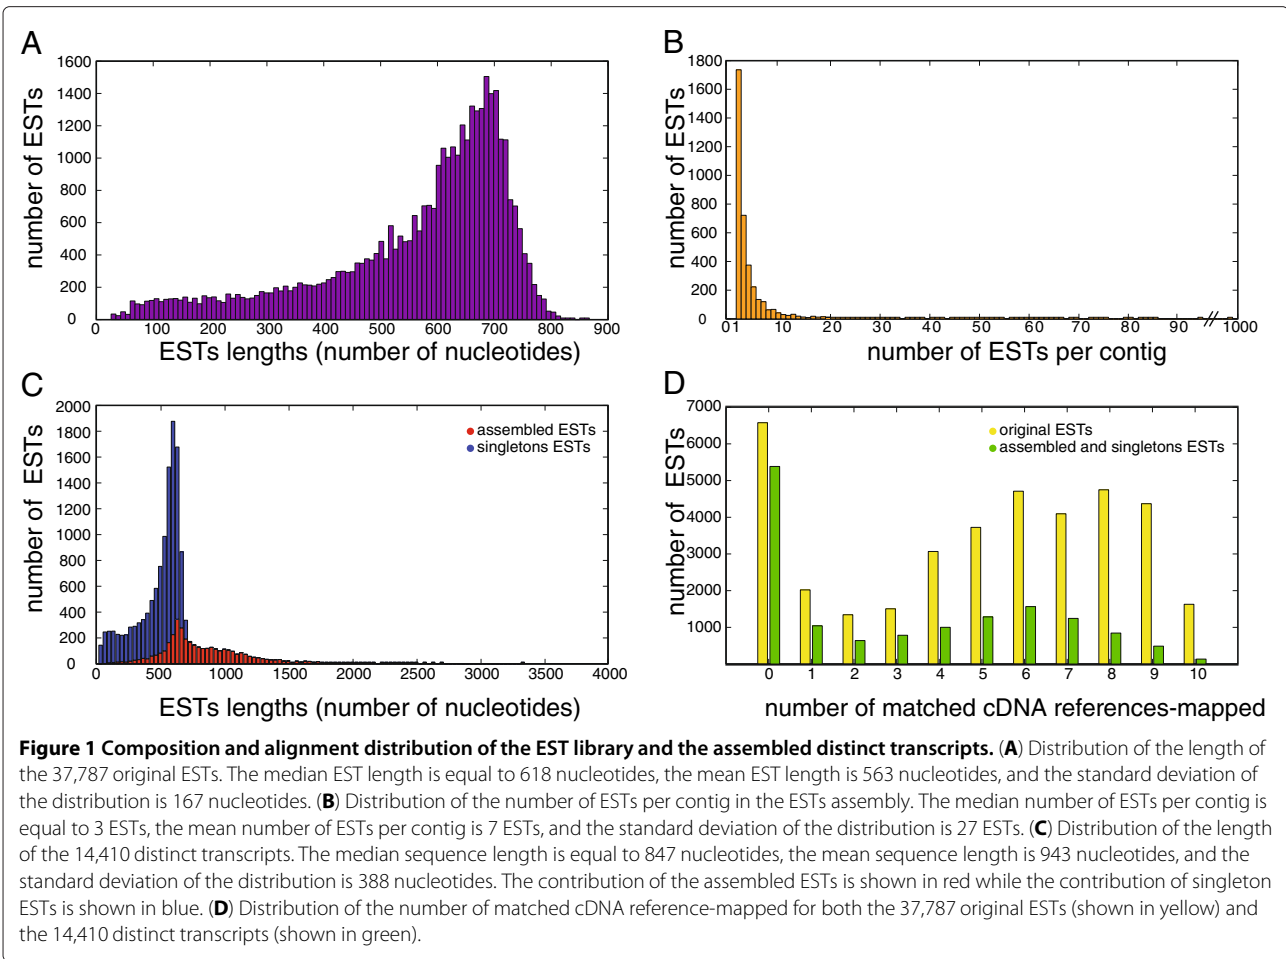 A
number of ESTs
1600
1400
1200
1000
800
600
400
200
0
0 100 200 300 400 500 600 700 800 900
ESTs lengths (number of nucleotides)
B
number of ESTs
1800
1600
1400
1200
1000
800
600
400
200
0
01 10 20 30 40 50 60 70 80 90 1000
number of ESTs per contig
C
number of ESTs
2000
1800
1600
1400
1200
1000
800
600
400
200
0
assembled ESTs
singletons ESTs
0 500 1000 1500 2000 2500 3000 3500 4000
ESTs lengths (number of nucleotides)
D
number of ESTs
7000
6000
5000
4000
3000
2000
1000
original ESTs
assembled and singletons ESTs
0 1 2 3 4 5 6 7 8 9 10
number of matched cDNA references-mapped
Figure 1 Composition and alignment distribution of the EST library and the assembled distinct transcripts. (A) Distribution of the length of
the 37,787 original ESTs. The median EST length is equal to 618 nucleotides, the mean EST length is 563 nucleotides, and the standard deviation of
the distribution is 167 nucleotides. (B) Distribution of the number of ESTs per contig in the ESTs assembly. The median number of ESTs per contig is
equal to 3 ESTs, the mean number of ESTs per contig is 7 ESTs, and the standard deviation of the distribution is 27 ESTs. (C) Distribution of the length
of the 14,410 distinct transcripts. The median sequence length is equal to 847 nucleotides, the mean sequence length is 943 nucleotides, and the
standard deviation of the distribution is 388 nucleotides. The contribution of the assembled ESTs is shown in red while the contribution of singleton
ESTs is shown in blue. (D) Distribution of the number of matched cDNA reference-mapped for both the 37,787 original ESTs (shown in yellow) and
the 14,410 distinct transcripts (shown in green).